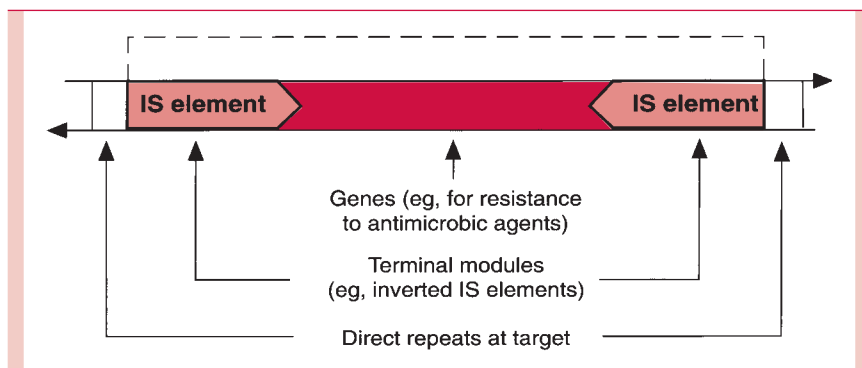 IS element IS element
Genes (eg, for resistance
to antimicrobic agents)
Terminal modules
(eg, inverted IS elements)
Direct repeats at target